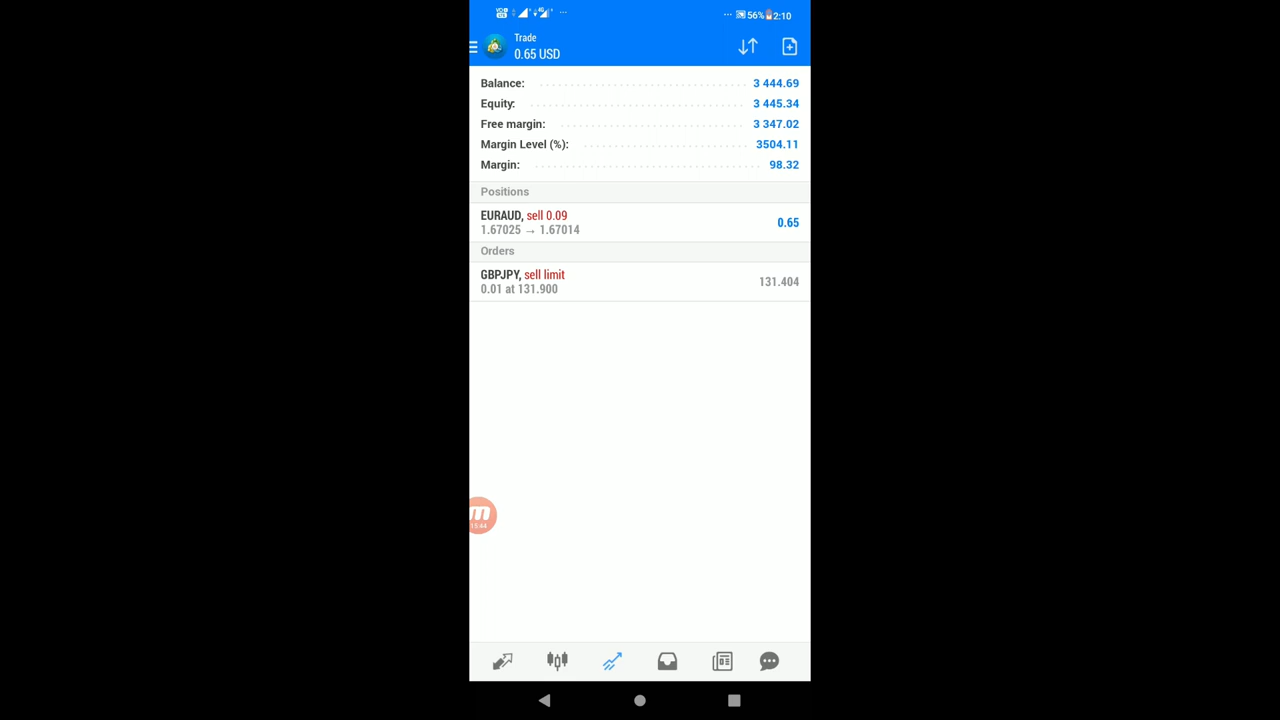 56% 2:10
Trade
0.65 USD
Balance: 3 444.69
Equity: 3 445.34
Free margin: 3 347.02
Margin Level (%): 3504.11
Margin: 98.32
Positions
EURAUD, sell 0.09
1.67025 → 1.67014 0.65
Orders
GBPJPY, sell limit
0.01 at 131.900 131.404
15:44